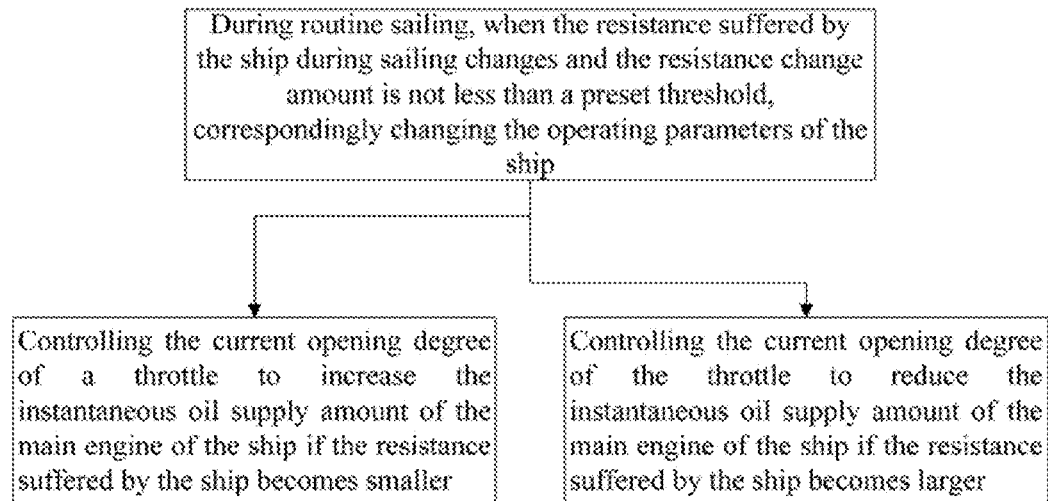 During routine sailing, when the resistance suffered by
the ship during sailing changes and the resistance change
amount is not less than a preset threshold,
correspondingly changing the operating parameters of the
ship
Controlling the current opening degree
of a throttle to increase the
instantaneous oil supply amount of the
main engine of the ship if the resistance
suffered by the ship becomes smaller
Controlling the current opening degree
of the throttle to reduce the
instantaneous oil supply amount of the
main engine of the ship if the resistance
suffered by the ship becomes larger